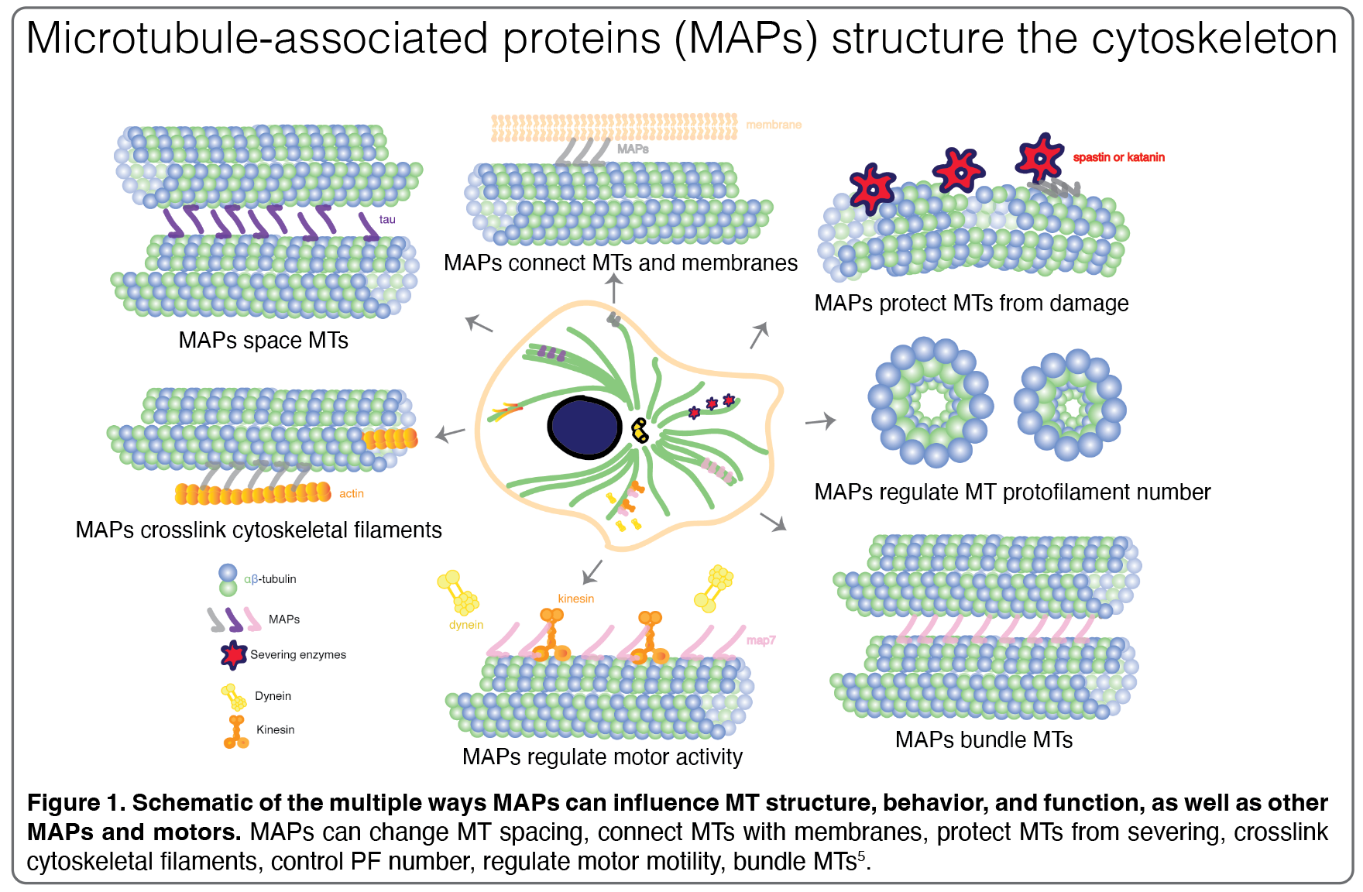 Microtubule-associated proteins (MAPs) structure the cytoskeleton
membrane
MAPs
spastin or katanin
tau
MAPs connect MTs and membranes
MAPs protect MTs from damage
MAPs space MTs
actin
MAPs crosslink cytoskeletal filaments
MAPs regulate MT protofilament number
αβ-tubulin
MAPs
Severing enzymes
Dynein
Kinesin
kinesin
dynein
map7
MAPs regulate motor activity
MAPs bundle MTs
Figure 1. Schematic of the multiple ways MAPs can influence MT structure, behavior, and function, as well as other
MAPs and motors. MAPs can change MT spacing, connect MTs with membranes, protect MTs from severing, crosslink
cytoskeletal filaments, control PF number, regulate motor motility, bundle MTs⁵.